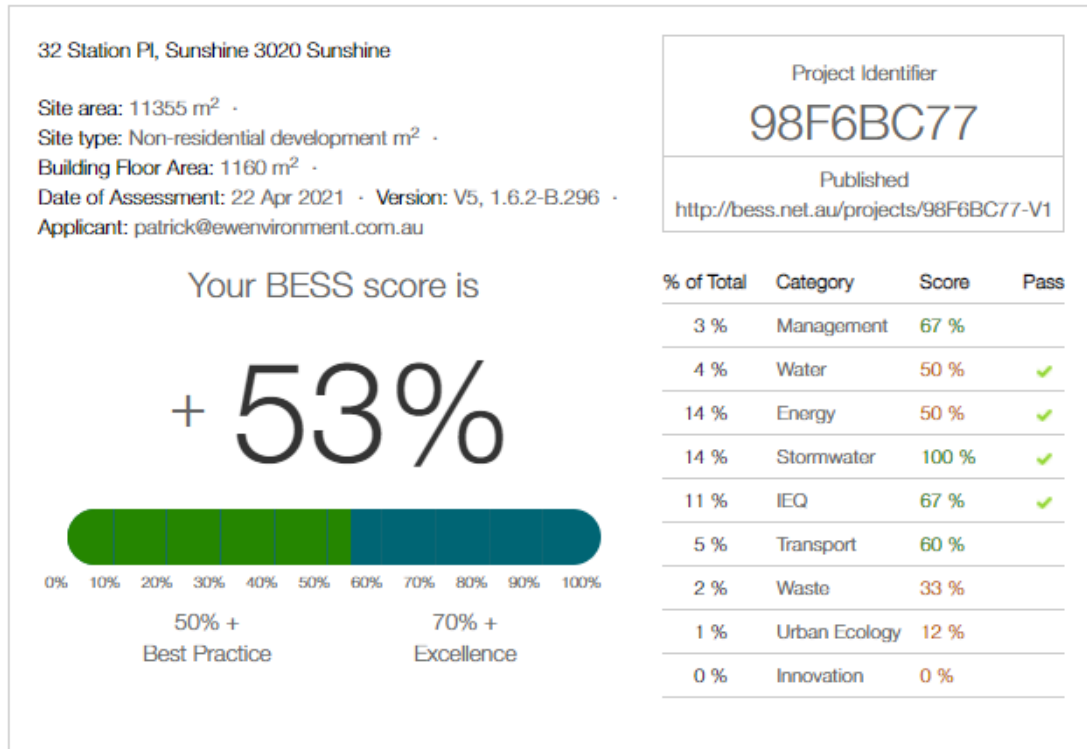 32 Station Pl, Sunshine 3020 Sunshine
Site area: 11355 m² ·
Site type: Non-residential development m² ·
Building Floor Area: 1160 m² ·
Date of Assessment: 22 Apr 2021 · Version: V5, 1.6.2-B.296 ·
Applicant: patrick@ewenvironment.com.au
Project Identifier
98F6BC77
Published
http://bess.net.au/projects/98F6BC77-V1
Your BESS score is
+ 53%
0% 10% 20% 30% 40% 50% 60% 70% 80% 90% 100%
50% + 70% +
Best Practice Excellence
% of Total Category Score Pass
3 % Management 67 %
4 % Water 50 % ✔
14 % Energy 50 % ✔
14 % Stormwater 100 % ✔
11 % IEQ 67 % ✔
5 % Transport 60 %
2 % Waste 33 %
1 % Urban Ecology 12 %
0 % Innovation 0 %